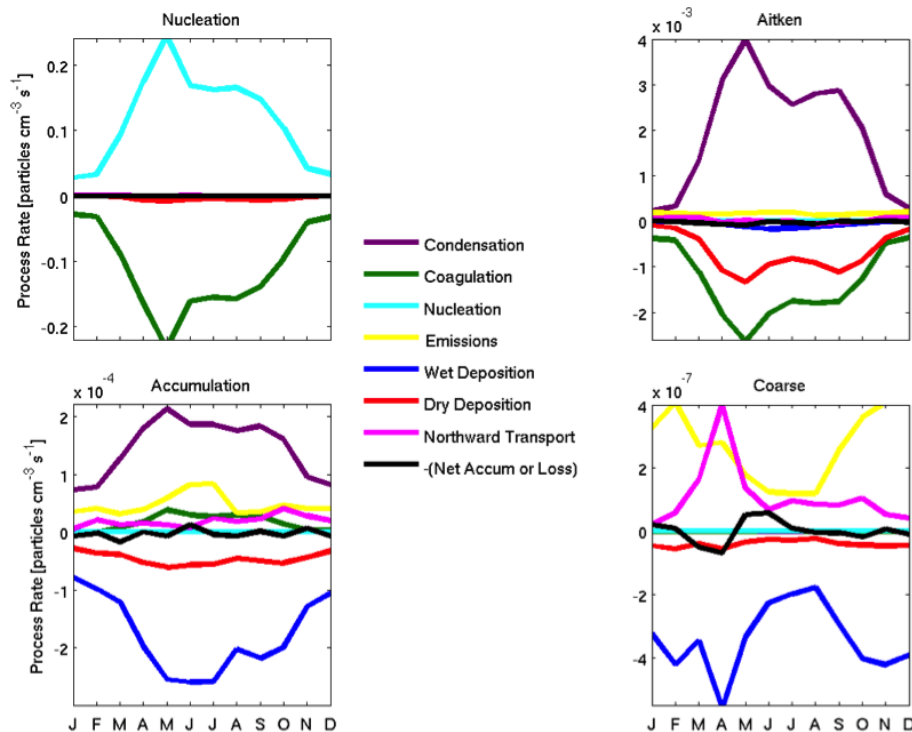 Nucleation
Process Rate [particles cm⁻³ s⁻¹]
0.2
0.1
0
-0.1
-0.2
Aitken
x 10⁻³
4
3
2
1
0
-1
-2
Condensation
Coagulation
Nucleation
Emissions
Wet Deposition
Dry Deposition
Northward Transport
-(Net Accum or Loss)
Accumulation
x 10⁻⁴
Process Rate [particles cm⁻³ s⁻¹]
2
1
0
-1
-2
J F M A M J J A S O N D
Coarse
x 10⁻⁷
4
2
0
-2
-4
J F M A M J J A S O N D